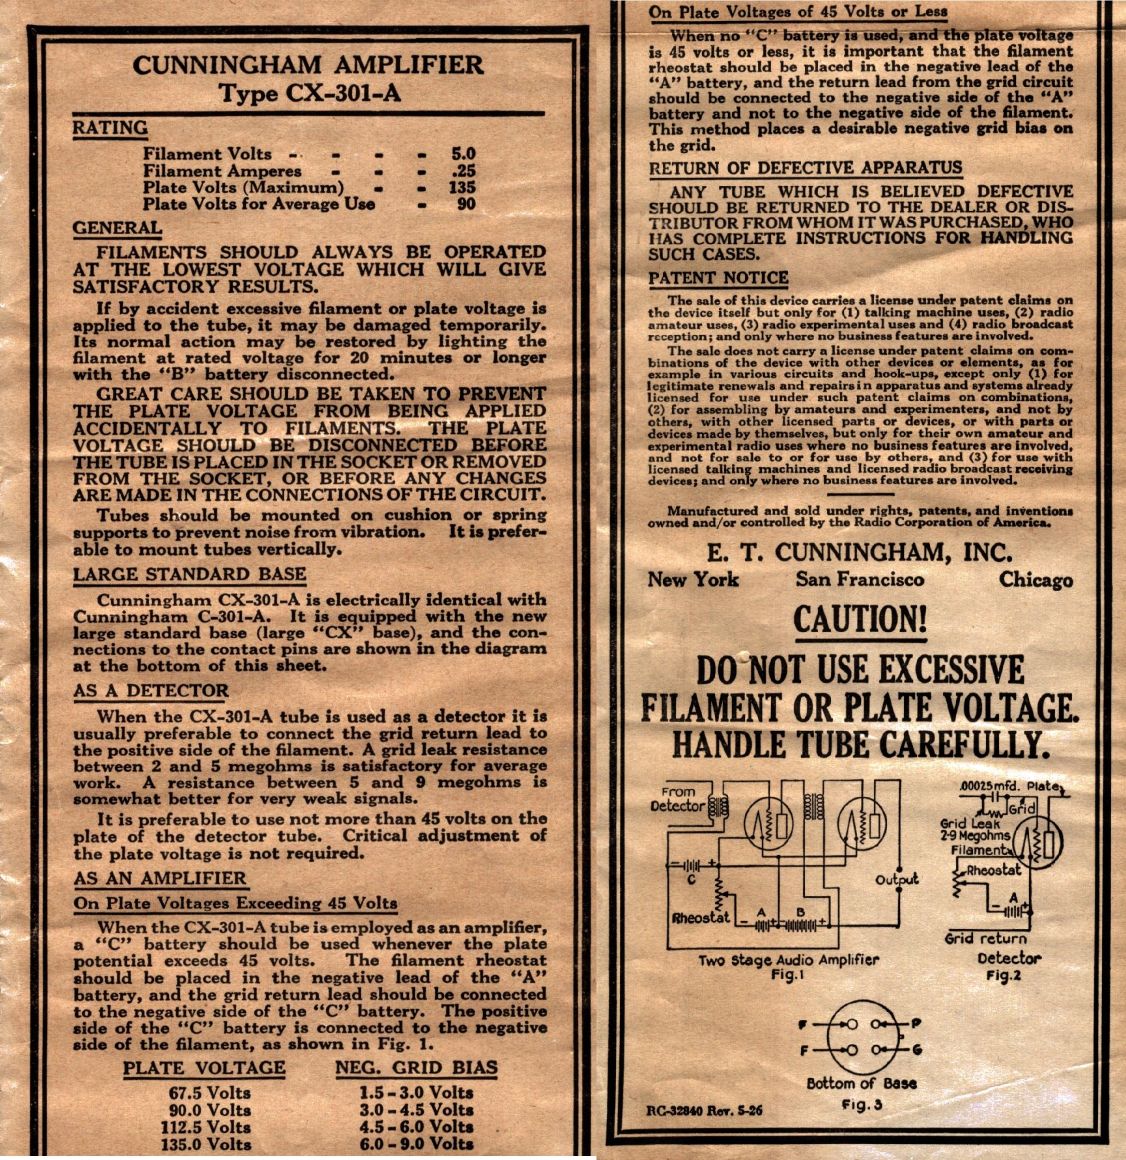 CUNNINGHAM AMPLIFIER
Type CX-301-A
RATING
Filament Volts - - - - 5.0
Filament Amperes - - - .25
Plate Volts (Maximum) - - 135
Plate Volts for Average Use - 90
GENERAL
FILAMENTS SHOULD ALWAYS BE OPERATED
AT THE LOWEST VOLTAGE WHICH WILL GIVE
SATISFACTORY RESULTS.
If by accident excessive filament or plate voltage is
applied to the tube, it may be damaged temporarily.
Its normal action may be restored by lighting the
filament at rated voltage for 20 minutes or longer
with the "B" battery disconnected.
GREAT CARE SHOULD BE TAKEN TO PREVENT
THE PLATE VOLTAGE FROM BEING APPLIED
ACCIDENTALLY TO FILAMENTS. THE PLATE
VOLTAGE SHOULD BE DISCONNECTED BEFORE
THE TUBE IS PLACED IN THE SOCKET OR REMOVED
FROM THE SOCKET, OR BEFORE ANY CHANGES
ARE MADE IN THE CONNECTIONS OF THE CIRCUIT.
Tubes should be mounted on cushion or spring
supports to prevent noise from vibration. It is prefer-
able to mount tubes vertically.
LARGE STANDARD BASE
Cunningham CX-301-A is electrically identical with
Cunningham C-301-A. It is equipped with the new
large standard base (large "CX" base), and the con-
nections to the contact pins are shown in the diagram
at the bottom of this sheet.
AS A DETECTOR
When the CX-301-A tube is used as a detector it is
usually preferable to connect the grid return lead to
the positive side of the filament. A grid leak resistance
between 2 and 5 megohms is satisfactory for average
work. A resistance between 5 and 9 megohms is
somewhat better for very weak signals.
It is preferable to use not more than 45 volts on the
plate of the detector tube. Critical adjustment of
the plate voltage is not required.
AS AN AMPLIFIER
On Plate Voltages Exceeding 45 Volts
When the CX-301-A tube is employed as an amplifier,
a "C" battery should be used whenever the plate
potential exceeds 45 volts. The filament rheostat
should be placed in the negative lead of the "A"
battery, and the grid return lead should be connected
to the negative side of the "C" battery. The positive
side of the "C" battery is connected to the negative
side of the filament, as shown in Fig. 1.
PLATE VOLTAGE NEG. GRID BIAS
67.5 Volts 1.5-3.0 Volts
90.0 Volts 3.0-4.5 Volts
112.5 Volts 4.5-6.0 Volts
135.0 Volts 6.0-9.0 Volts
On Plate Voltages of 45 Volts or Less
When no "C" battery is used, and the plate voltage
is 45 volts or less, it is important that the filament
rheostat should be placed in the negative lead of the
"A" battery, and the return lead from the grid circuit
should be connected to the negative side of the "A"
battery and not to the negative side of the filament.
This method places a desirable negative grid bias on
the grid.
RETURN OF DEFECTIVE APPARATUS
ANY TUBE WHICH IS BELIEVED DEFECTIVE
SHOULD BE RETURNED TO THE DEALER OR DIS-
TRIBUTOR FROM WHOM IT WAS PURCHASED, WHO
HAS COMPLETE INSTRUCTIONS FOR HANDLING
SUCH CASES.
PATENT NOTICE
The sale of this device carries a license under patent claims on
the device itself but only for (1) talking machine uses, (2) radio
amateur uses, (3) radio experimental uses and (4) radio broadcast
reception; and only where no business features are involved.
The sale does not carry a license under patent claims on com-
binations of the device with other devices or elements, as for
example in various circuits and hook-ups, except only (1) for
legitimate renewals and repairs in apparatus and systems already
licensed for use under such patent claims on combinations,
(2) for assembling by amateurs and experimenters, and not by
others, with other licensed parts or devices, or with parts or
devices made by themselves, but only for their own amateur and
experimental radio uses where no business features are involved,
and not for sale to or for use by others, and (3) for use with
licensed talking machines and licensed radio broadcast receiving
devices; and only where no business features are involved.
Manufactured and sold under rights, patents, and inventions
owned and/or controlled by the Radio Corporation of America.
E. T. CUNNINGHAM, INC.
New York San Francisco Chicago
CAUTION!
DO NOT USE EXCESSIVE
FILAMENT OR PLATE VOLTAGE.
HANDLE TUBE CAREFULLY.
From
Detector
- C +
Rheostat
- A + - B +
Output
Two Stage Audio Amplifier
Fig.1
.00025mfd. Plate
Grid
Grid Leak
2-9 Megohms
Filament
Rheostat
- A +
Grid return
Detector
Fig.2
F P
F G
Bottom of Base
Fig.3
RC-32840 Rev. 5-26